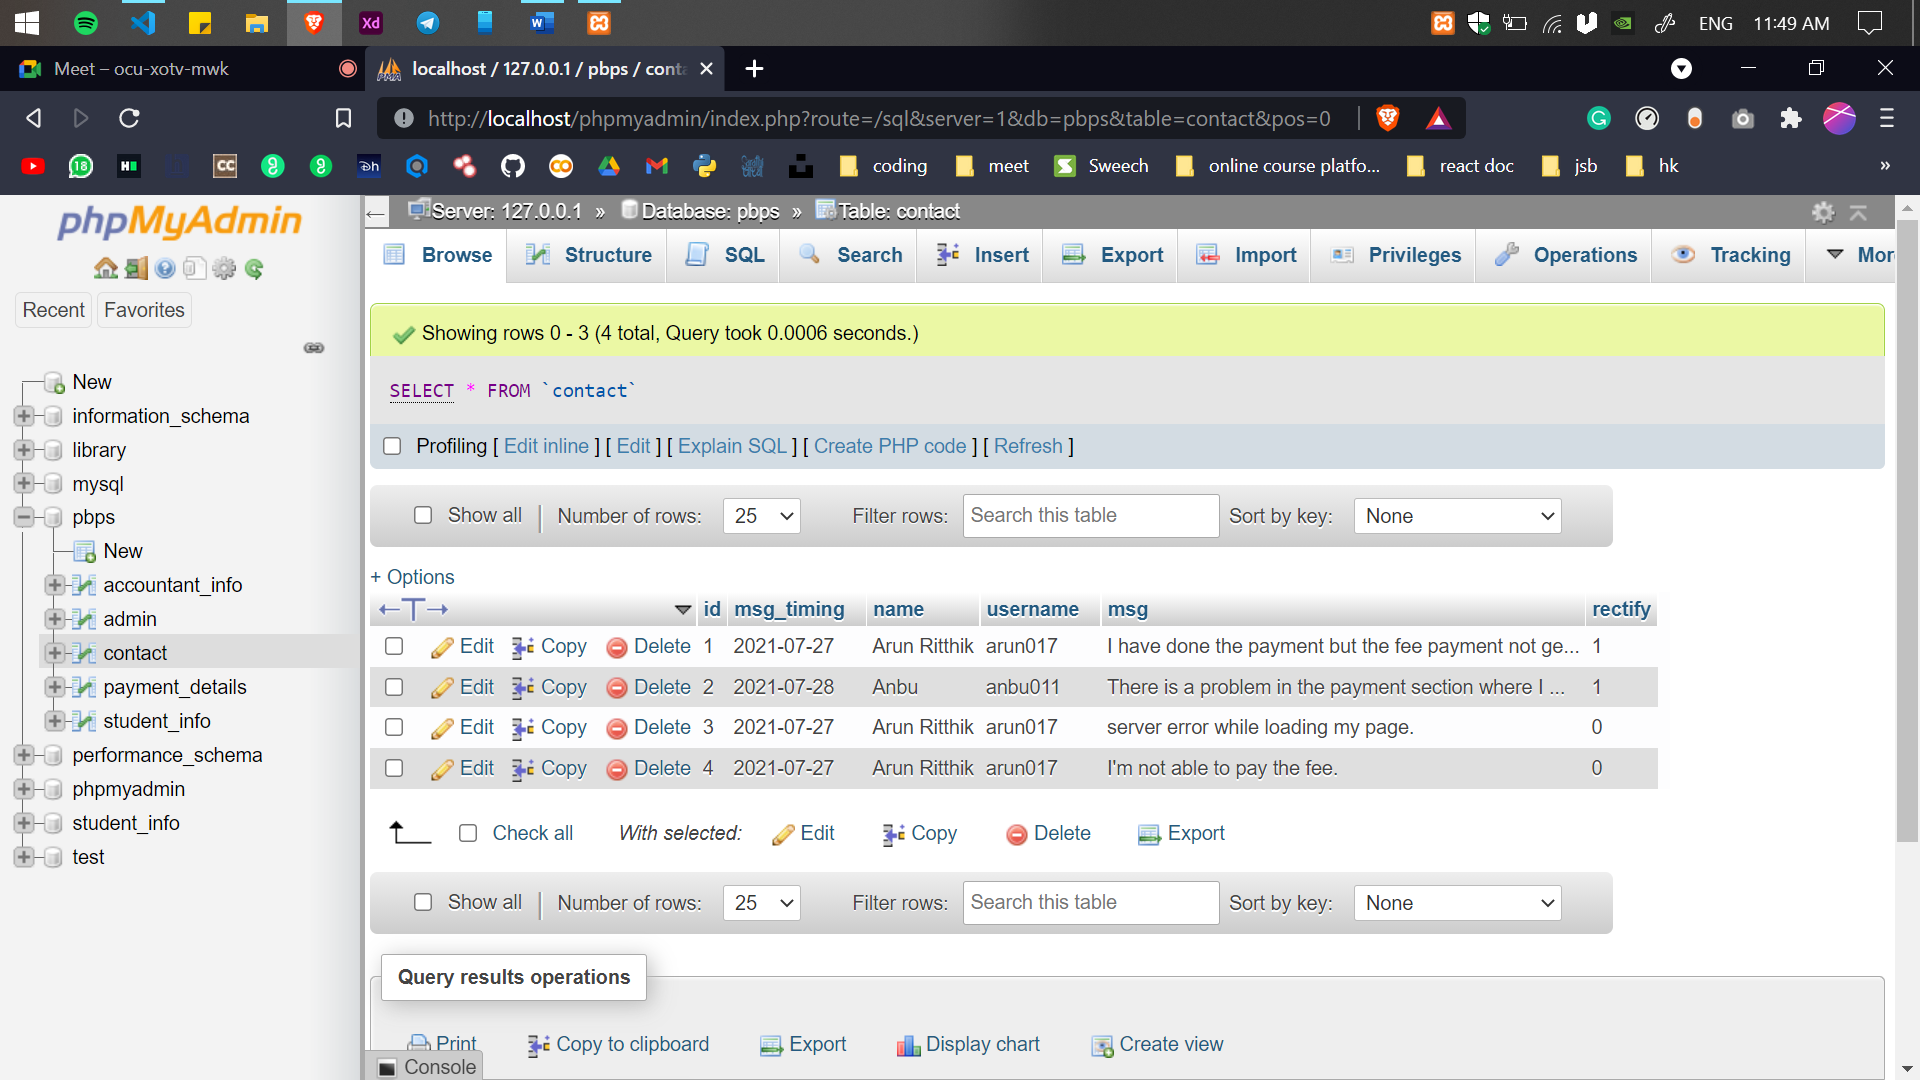 Xd
W
ENG 11:49 AM
Meet – ocu-xotv-mwk
localhost / 127.0.0.1 / pbps / conta
http://localhost/phpmyadmin/index.php?route=/sql&server=1&db=pbps&table=contact&pos=0
18
CC
coding
meet
Sweech
online course platfo...
react doc
jsb
hk
»
phpMyAdmin
Recent
Favorites
New
information_schema
library
mysql
pbps
New
accountant_info
admin
contact
payment_details
student_info
performance_schema
phpmyadmin
student_info
test
Server: 127.0.0.1 » Database: pbps » Table: contact
Browse Structure SQL Search Insert Export Import Privileges Operations Tracking Mor
Showing rows 0 - 3 (4 total, Query took 0.0006 seconds.)
SELECT * FROM `contact`
Profiling [ Edit inline ] [ Edit ] [ Explain SQL ] [ Create PHP code ] [ Refresh ]
Show all Number of rows: 25 Filter rows: Search this table Sort by key: None
+ Options
←T→ id msg_timing name username msg rectify
Edit Copy Delete 1 2021-07-27 Arun Ritthik arun017 I have done the payment but the fee payment not ge... 1
Edit Copy Delete 2 2021-07-28 Anbu anbu011 There is a problem in the payment section where I ... 1
Edit Copy Delete 3 2021-07-27 Arun Ritthik arun017 server error while loading my page. 0
Edit Copy Delete 4 2021-07-27 Arun Ritthik arun017 I'm not able to pay the fee. 0
Check all With selected: Edit Copy Delete Export
Show all Number of rows: 25 Filter rows: Search this table Sort by key: None
Query results operations
Print Copy to clipboard Export Display chart Create view
Console